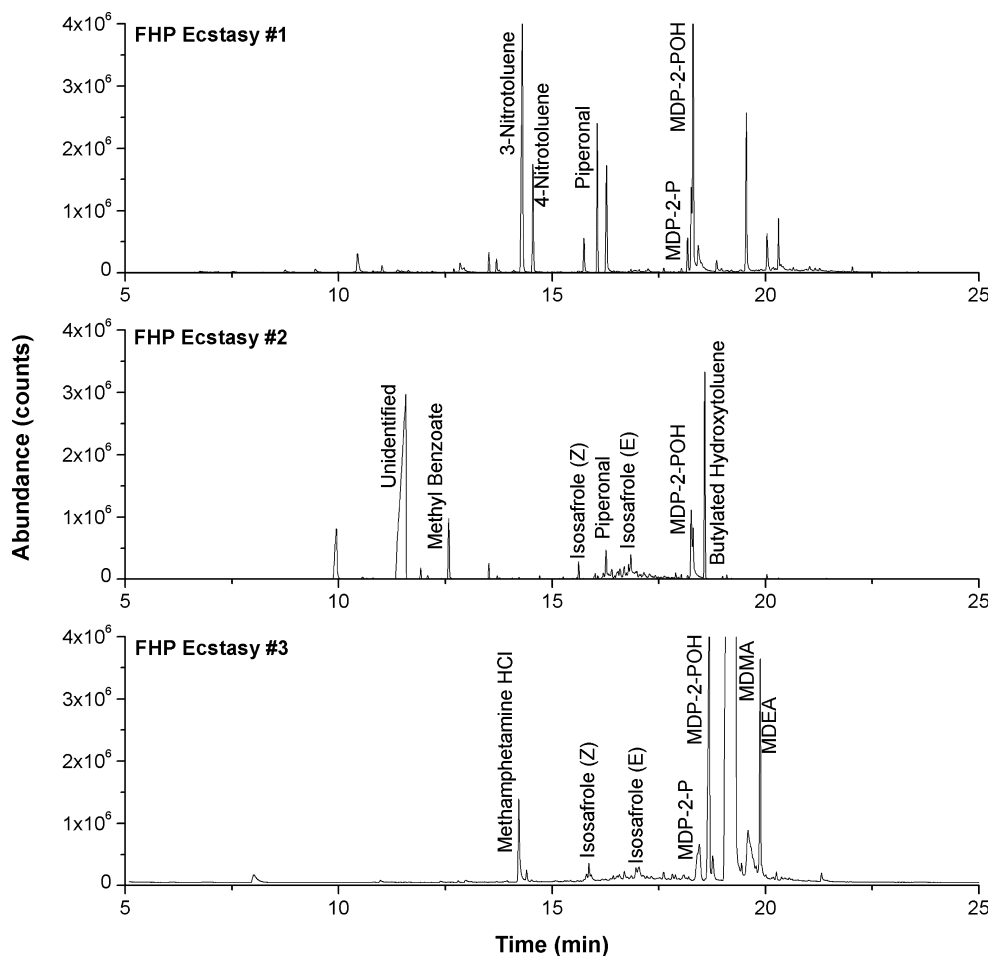 FHP Ecstasy #1
4x10⁶
3x10⁶
2x10⁶
1x10⁶
0
3-Nitrotoluene
4-Nitrotoluene
Piperonal
MDP-2-P
MDP-2-POH
5
10
15
20
25
Abundance (counts)
FHP Ecstasy #2
4x10⁶
3x10⁶
2x10⁶
1x10⁶
0
Unidentified
Methyl Benzoate
Isosafrole (Z)
Piperonal
Isosafrole (E)
MDP-2-POH
Butylated Hydroxytoluene
5
10
15
20
25
FHP Ecstasy #3
4x10⁶
3x10⁶
2x10⁶
1x10⁶
0
Methamphetamine HCl
Isosafrole (Z)
Isosafrole (E)
MDP-2-P
MDP-2-POH
MDMA
MDEA
5
10
15
20
25
Time (min)